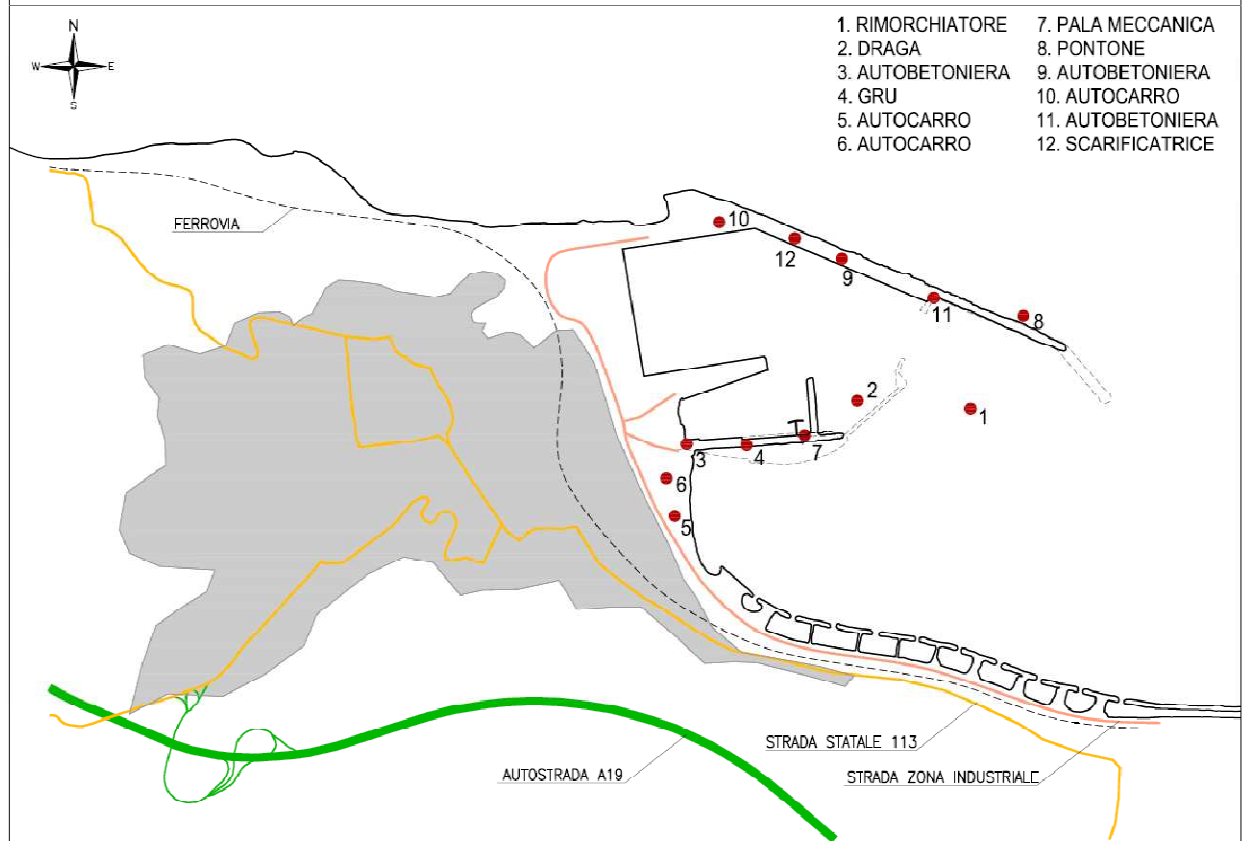 N
W E
S
1. RIMORCHIATORE 7. PALA MECCANICA
2. DRAGA 8. PONTONE
3. AUTOBETONIERA 9. AUTOBETONIERA
4. GRU 10. AUTOCARRO
5. AUTOCARRO 11. AUTOBETONIERA
6. AUTOCARRO 12. SCARIFICATRICE
FERROVIA
10
12
9
11
8
2
1
3
4
7
6
5
STRADA STATALE 113
AUTOSTRADA A19
STRADA ZONA INDUSTRIALE